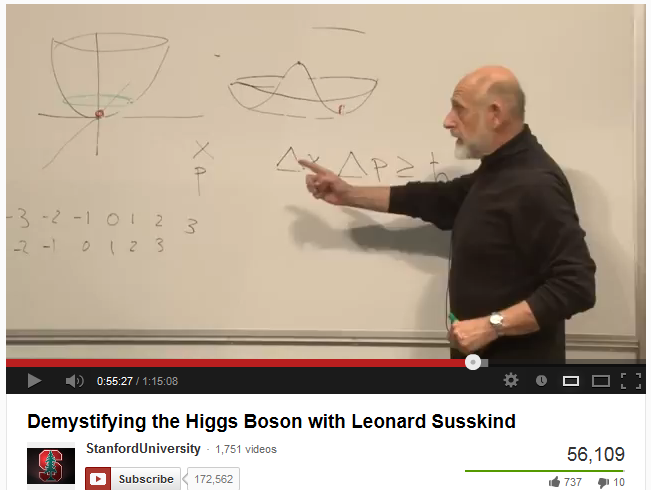 X
P
Δx Δp ≥ ħ
-3 -2 -1 0 1 2 3
-2 -1 0 1 2 3
0:55:27 / 1:15:08
Demystifying the Higgs Boson with Leonard Susskind
StanfordUniversity · 1,751 videos
Subscribe 172,562
56,109
737 10